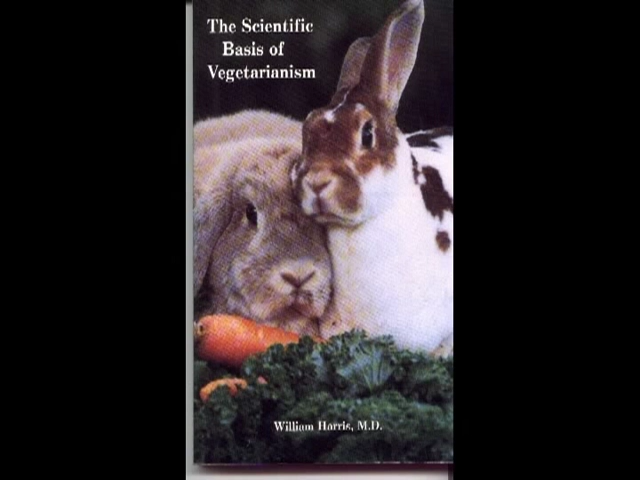 The Scientific
Basis of
Vegetarianism
William Harris, M.D.